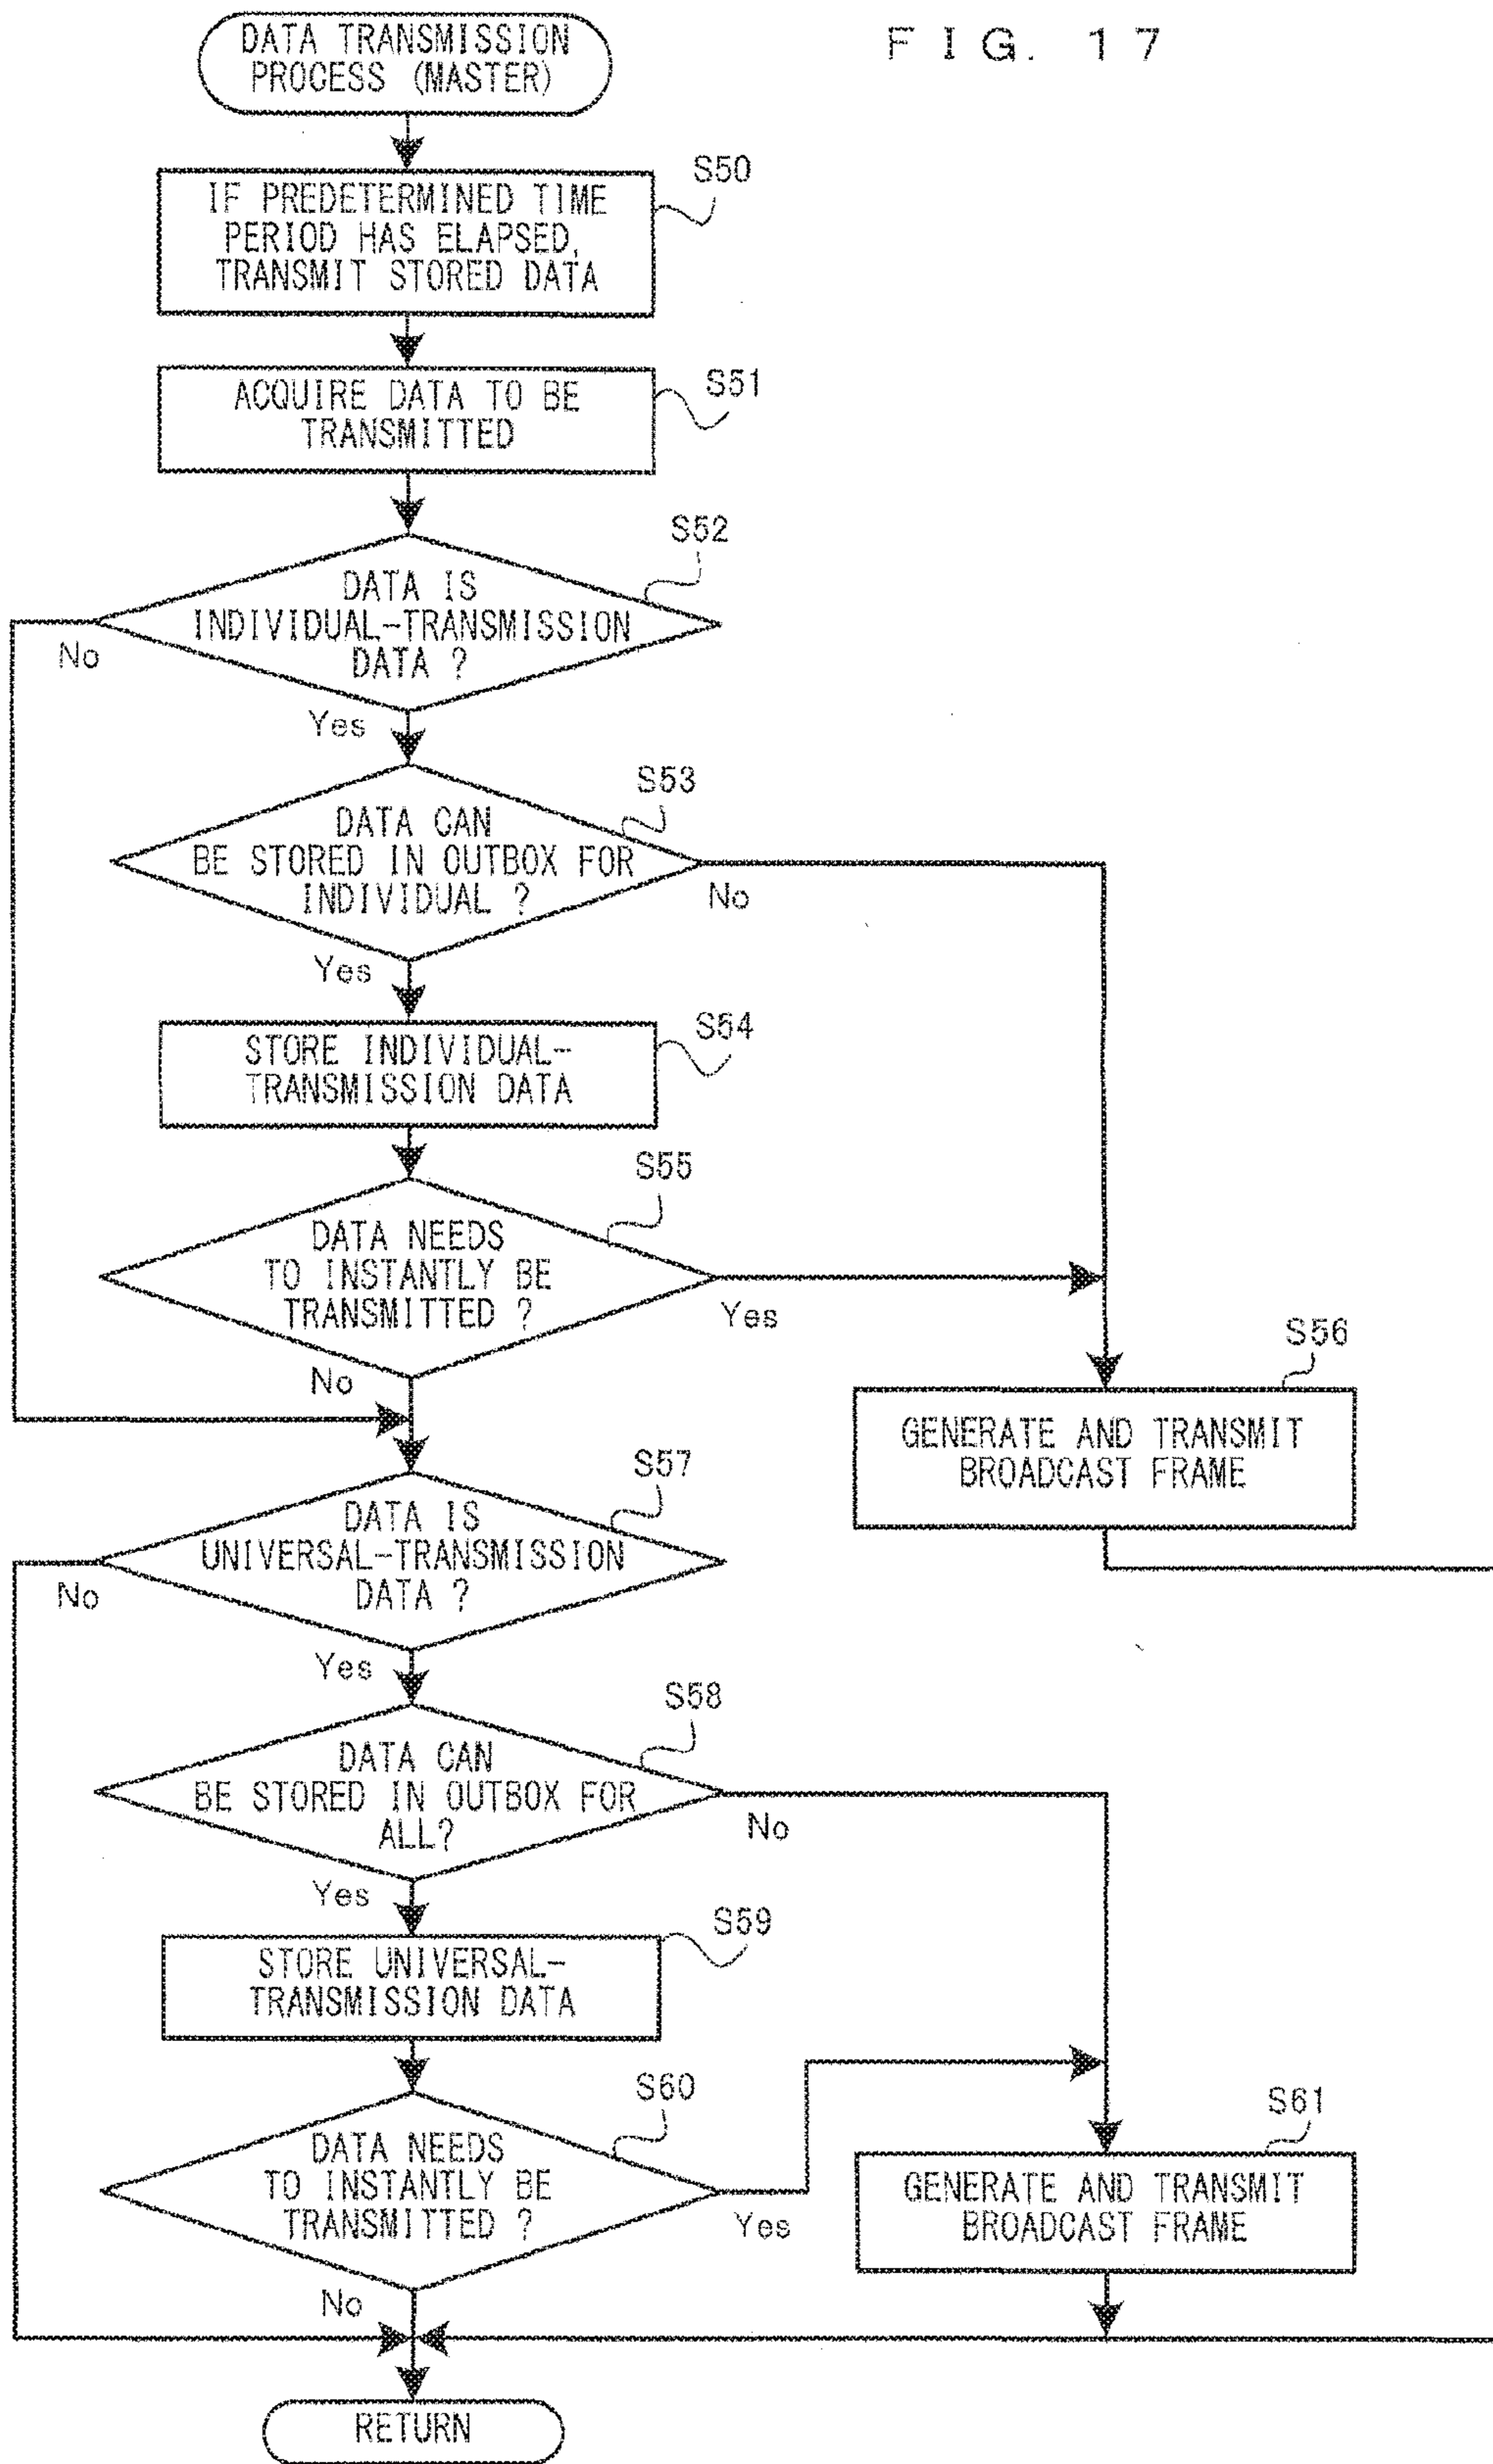 FIG. 17
DATA TRANSMISSION
PROCESS (MASTER)
S50
IF PREDETERMINED TIME
PERIOD HAS ELAPSED,
TRANSMIT STORED DATA
S51
ACQUIRE DATA TO BE
TRANSMITTED
S52
DATA IS
INDIVIDUAL-TRANSMISSION
DATA ?
No
Yes
S53
DATA CAN
BE STORED IN OUTBOX FOR
INDIVIDUAL ?
No
Yes
S54
STORE INDIVIDUAL-
TRANSMISSION DATA
S55
DATA NEEDS
TO INSTANTLY BE
TRANSMITTED ?
Yes
No
S56
GENERATE AND TRANSMIT
BROADCAST FRAME
S57
DATA IS
UNIVERSAL-TRANSMISSION
DATA ?
No
Yes
S58
DATA CAN
BE STORED IN OUTBOX FOR
ALL?
No
Yes
S59
STORE UNIVERSAL-
TRANSMISSION DATA
S60
DATA NEEDS
TO INSTANTLY BE
TRANSMITTED ?
Yes
No
S61
GENERATE AND TRANSMIT
BROADCAST FRAME
RETURN